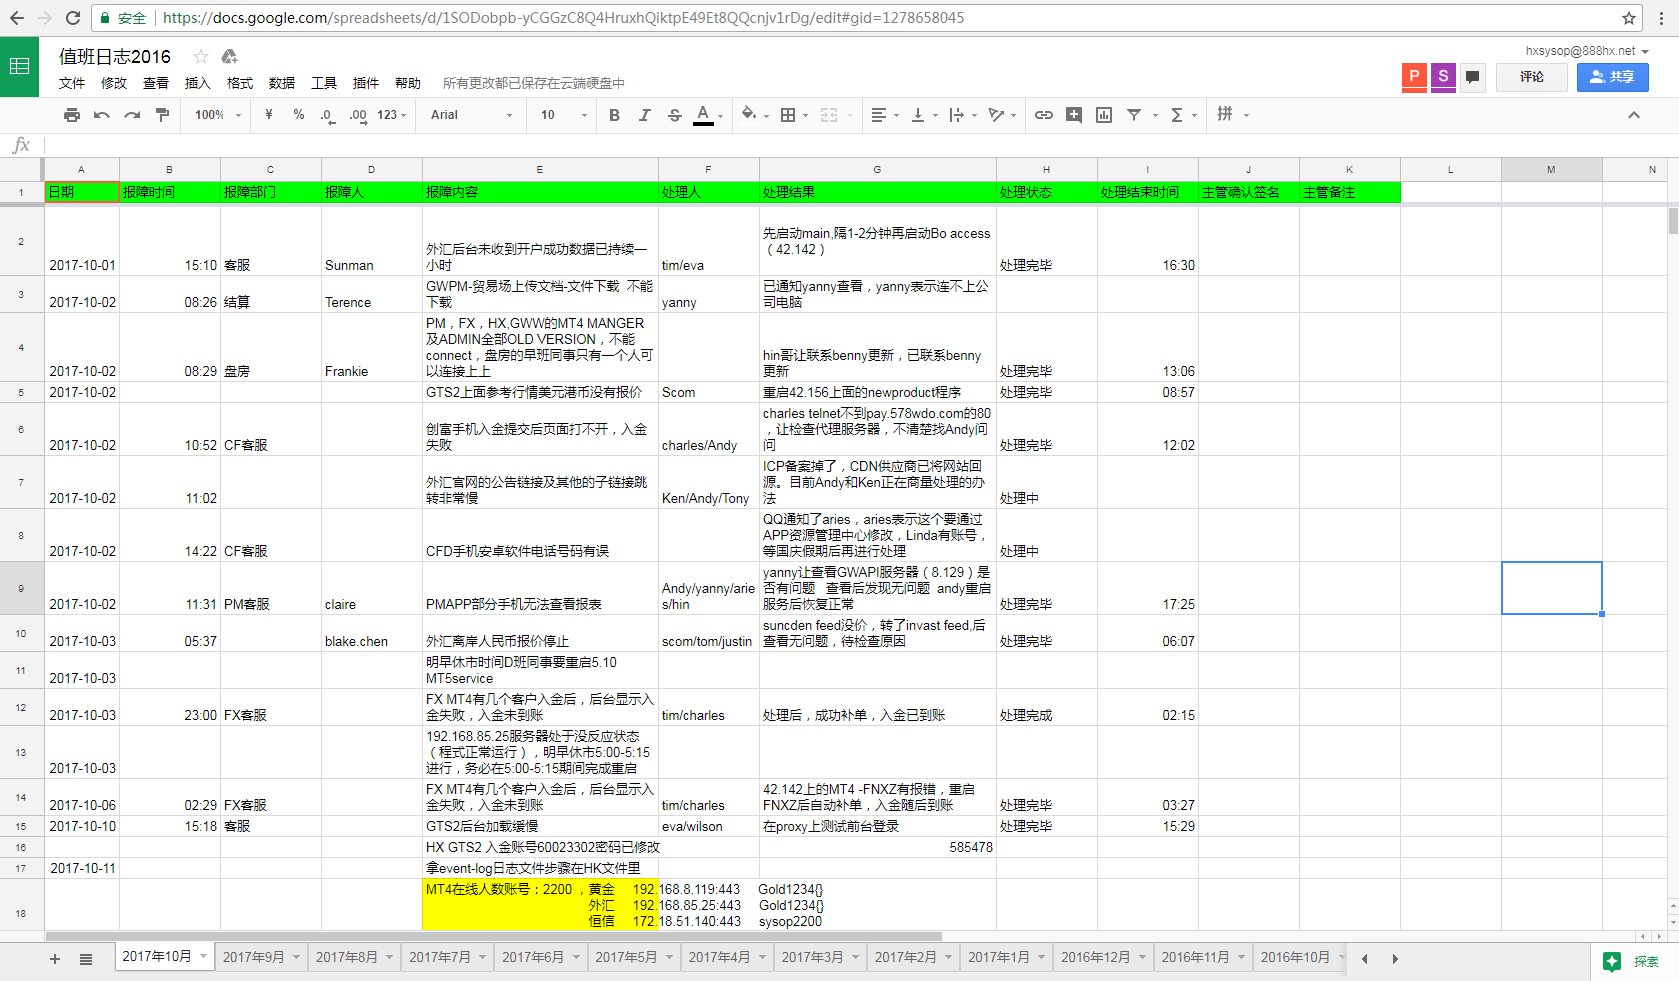 安全 https://docs.google.com/spreadsheets/d/1SODobpb-yCGGzC8Q4HruxhQiktpE49Et8QQcnjv1rDg/edit#gid=1278658045
值班日志2016
hxsysop@888hx.net
文件 修改 查看 插入 格式 数据 工具 插件 帮助 所有更改都已保存在云端硬盘中
P S 评论 共享
100% ¥ % .0 .00 123 Arial 10 B I S A Σ 拼
fx
A B C D E F G H I J K L M N
1 日期 报障时间 报障部门 报障人 报障内容 处理人 处理结果 处理状态 处理结束时间 主管确认签名 主管备注
先启动main,隔1-2分钟再启动Bo access
外汇后台未收到开户成功数据已持续一 （42.142）
2 2017-10-01 15:10 客服 Sunman 小时 tim/eva 处理完毕 16:30
GWPM-贸易场上传文档-文件下载 不能 已通知yanny查看，yanny表示连不上公
3 2017-10-02 08:26 结算 Terence 下载 yanny 司电脑
PM，FX，HX,GWW的MT4 MANGER
及ADMIN全部OLD VERSION，不能
connect，盘房的早班同事只有一个人可 hin哥让联系benny更新，已联系benny
4 2017-10-02 08:29 盘房 Frankie 以连接上上 更新 处理完毕 13:06
5 2017-10-02 GTS2上面参考行情美元港币没有报价 Scom 重启42.156上面的newproduct程序 处理完毕 08:57
charles telnet不到pay.578wdo.com的80
创富手机入金提交后页面打不开，入金 ，让检查代理服务器，不清楚找Andy问
6 2017-10-02 10:52 CF客服 失败 charles/Andy 问 处理完毕 12:02
ICP备案掉了，CDN供应商已将网站回
外汇官网的公告链接及其他的子链接跳 源。目前Andy和Ken正在商量处理的办
7 2017-10-02 11:02 转非常慢 Ken/Andy/Tony 法 处理中
QQ通知了aries，aries表示这个要通过
APP资源管理中心修改，Linda有账号，
8 2017-10-02 14:22 CF客服 CFD手机安卓软件电话号码有误 等国庆假期后再进行处理 处理中
yanny让查看GWAPI服务器（8.129）是
Andy/yanny/arie 否有问题 查看后发现无问题 andy重启
9 2017-10-02 11:31 PM客服 claire PMAPP部分手机无法查看报表 s/hin 服务后恢复正常 处理完毕 17:25
suncden feed没价，转了invast feed,后
10 2017-10-03 05:37 blake.chen 外汇离岸人民币报价停止 scom/tom/justin 查看无问题，待检查原因 处理完毕 06:07
明早休市时间D班同事要重启5.10
11 2017-10-03 MT5service
FX MT4有几个客户入金后，后台显示入
12 2017-10-03 23:00 FX客服 金失败，入金未到账 tim/charles 处理后，成功补单，入金已到账 处理完成 02:15
192.168.85.25服务器处于没反应状态
（程式正常运行），明早休市5:00-5:15
13 2017-10-03 进行，务必在5:00-5:15期间完成重启
FX MT4有几个客户入金后，后台显示入 42.142上的MT4 -FNXZ有报错，重启
14 2017-10-06 02:29 FX客服 金失败，入金未到账 tim/charles FNXZ后自动补单，入金随后到账 处理完毕 03:27
15 2017-10-10 15:18 客服 GTS2后台加载缓慢 eva/wilson 在proxy上测试前台登录 处理完毕 15:29
16 HX GTS2 入金账号60023302密码已修改 585478
17 2017-10-11 拿event-log日志文件步骤在HK文件里
MT4在线人数账号：2200 ，黄金 192.168.8.119:443 Gold1234{}
外汇 192.168.85.25:443 Gold1234{}
18 恒信 172.18.51.140:443 sysop2200
2017年10月 2017年9月 2017年8月 2017年7月 2017年6月 2017年5月 2017年4月 2017年3月 2017年2月 2017年1月 2016年12月 2016年11月 2016年10月 探索